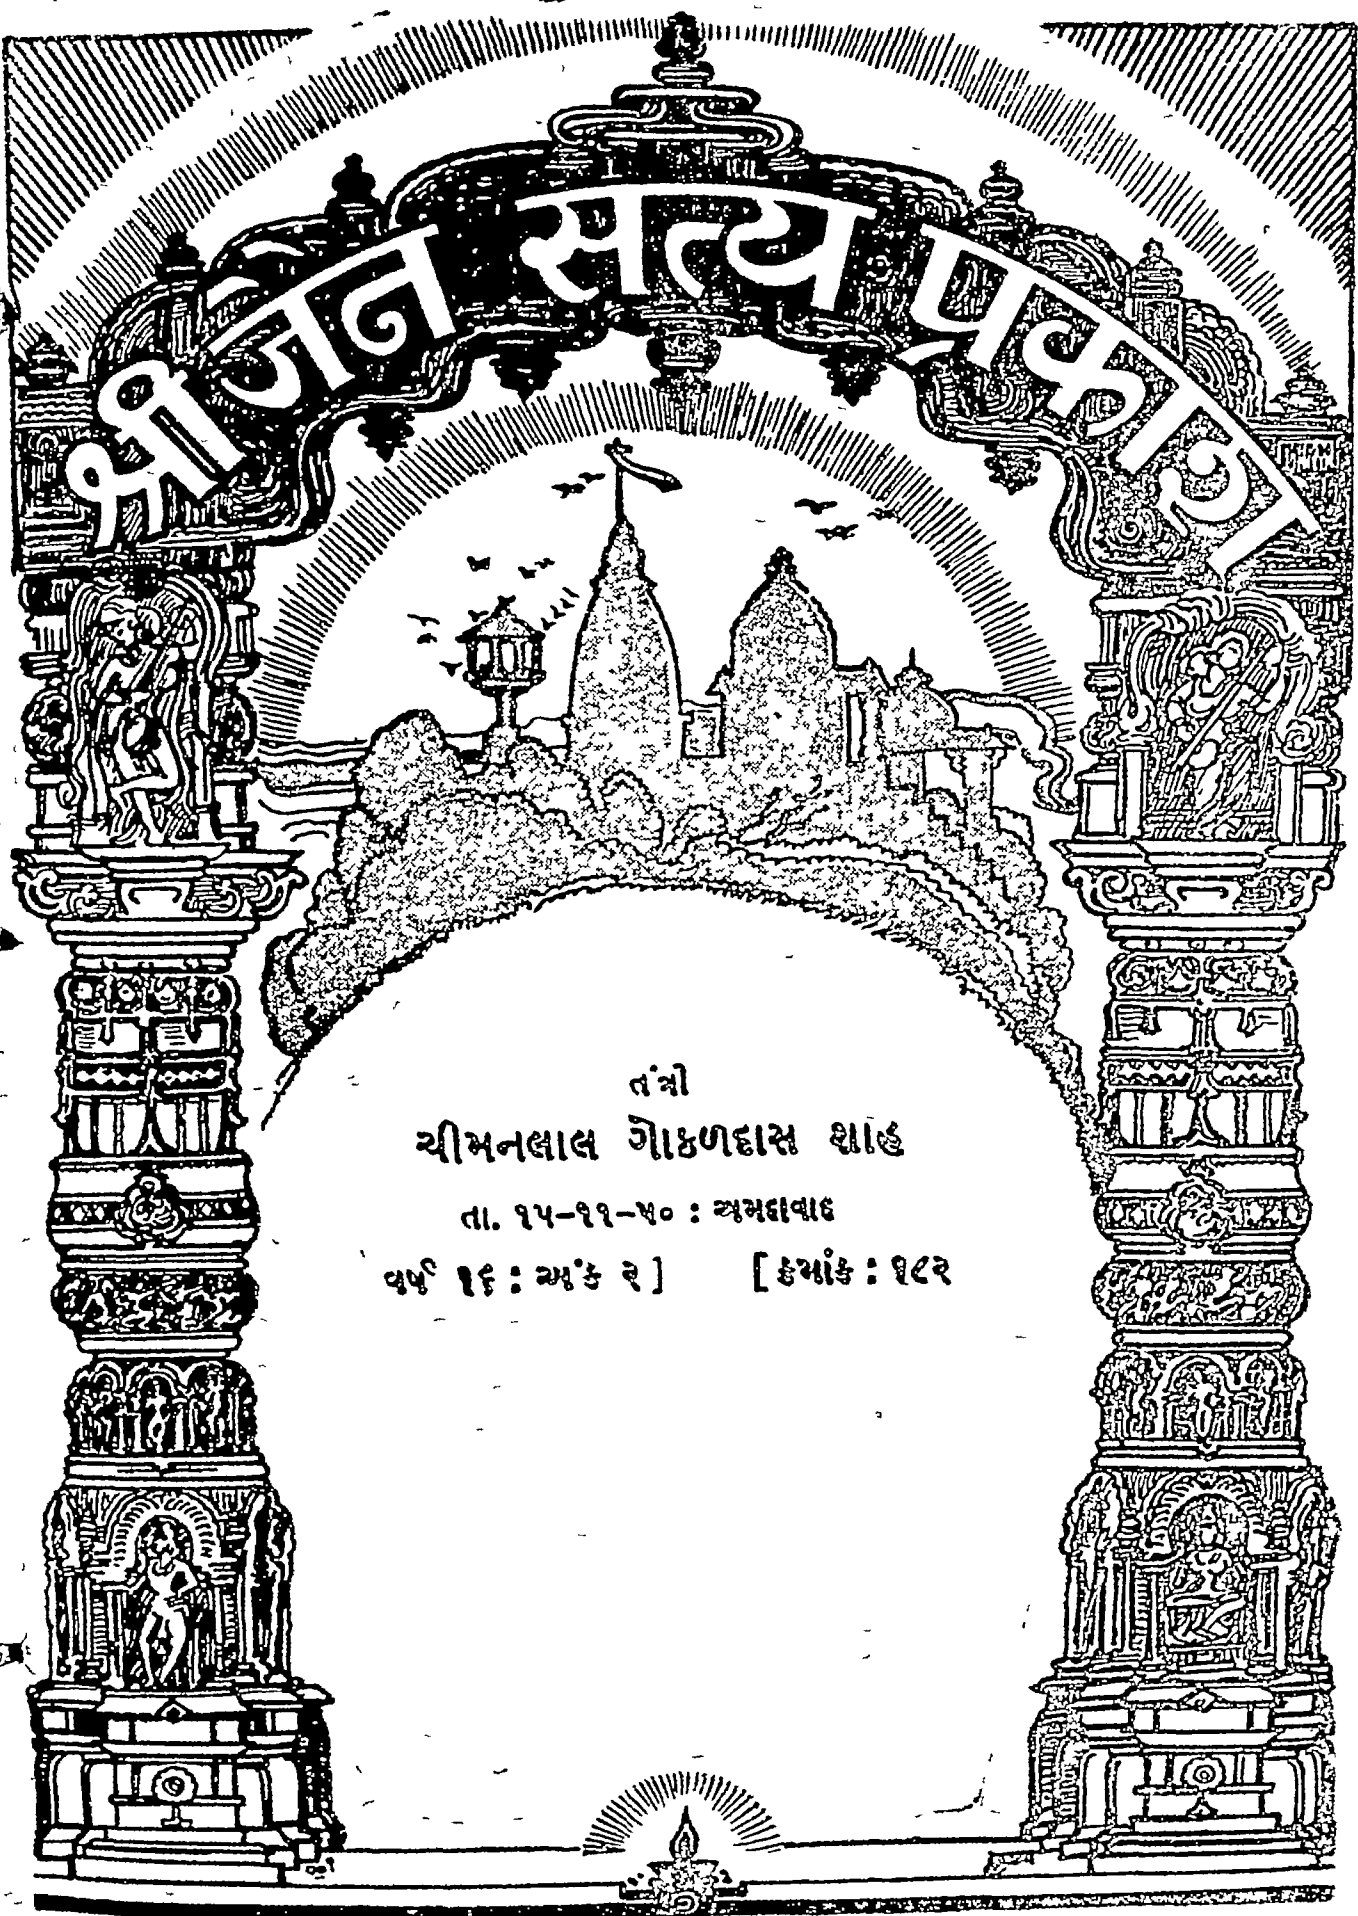 श्री जैन सत्य प्रकाश
તંત્રી
ચીમનલાલ ગોકળદાસ શાહ
તા. ૧૫-૧૧-૫૦ : અમદાવાદ
વર્ષ ૧૬ : અંક ૨ ] [ ક્રમાંક : ૧૮૨